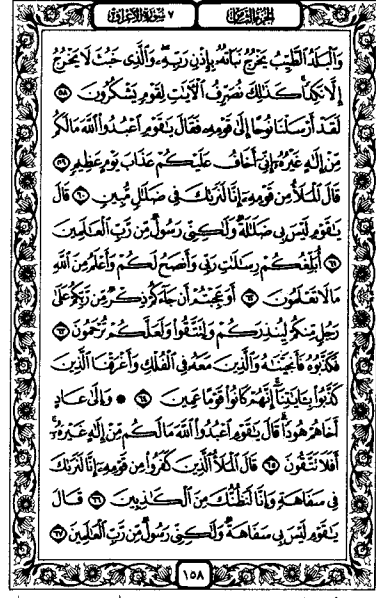 ٧ سورة الأعراف
الجزء الثامن
وَٱلْبَلَدُ ٱلطَّيِّبُ يَخْرُجُ نَبَاتُهُۥ بِإِذْنِ رَبِّهِۦ وَٱلَّذِى خَبُثَ لَا يَخْرُجُ
إِلَّا نَكِدًا كَذَٰلِكَ نُصَرِّفُ ٱلْءَايَٰتِ لِقَوْمٍ يَشْكُرُونَ ٥٨
لَقَدْ أَرْسَلْنَا نُوحًا إِلَىٰ قَوْمِهِۦ فَقَالَ يَٰقَوْمِ ٱعْبُدُوا۟ ٱللَّهَ مَا لَكُم
مِّنْ إِلَٰهٍ غَيْرُهُۥٓ إِنِّىٓ أَخَافُ عَلَيْكُمْ عَذَابَ يَوْمٍ عَظِيمٍ ٥٩
قَالَ ٱلْمَلَأُ مِن قَوْمِهِۦٓ إِنَّا لَنَرَىٰكَ فِى ضَلَٰلٍ مُّبِينٍ ٦٠ قَالَ
يَٰقَوْمِ لَيْسَ بِى ضَلَٰلَةٌ وَلَٰكِنِّى رَسُولٌ مِّن رَّبِّ ٱلْعَٰلَمِينَ
٦١ أُبَلِّغُكُمْ رِسَٰلَٰتِ رَبِّى وَأَنصَحُ لَكُمْ وَأَعْلَمُ مِنَ ٱللَّهِ
مَا لَا تَعْلَمُونَ ٦٢ أَوَعَجِبْتُمْ أَن جَآءَكُمْ ذِكْرٌ مِّن رَّبِّكُمْ عَلَىٰ
رَجُلٍ مِّنكُمْ لِيُنذِرَكُمْ وَلِتَتَّقُوا۟ وَلَعَلَّكُمْ تُرْحَمُونَ ٦٣
فَكَذَّبُوهُ فَأَنجَيْنَٰهُ وَٱلَّذِينَ مَعَهُۥ فِى ٱلْفُلْكِ وَأَغْرَقْنَا ٱلَّذِينَ
كَذَّبُوا۟ بِـَٔايَٰتِنَآ إِنَّهُمْ كَانُوا۟ قَوْمًا عَمِينَ ٦٤ • وَإِلَىٰ عَادٍ
أَخَاهُمْ هُودًا قَالَ يَٰقَوْمِ ٱعْبُدُوا۟ ٱللَّهَ مَا لَكُم مِّنْ إِلَٰهٍ غَيْرُهُۥٓ
أَفَلَا تَتَّقُونَ ٦٥ قَالَ ٱلْمَلَأُ ٱلَّذِينَ كَفَرُوا۟ مِن قَوْمِهِۦٓ إِنَّا لَنَرَىٰكَ
فِى سَفَاهَةٍ وَإِنَّا لَنَظُنُّكَ مِنَ ٱلْكَٰذِبِينَ ٦٦ قَالَ
يَٰقَوْمِ لَيْسَ بِى سَفَاهَةٌ وَلَٰكِنِّى رَسُولٌ مِّن رَّبِّ ٱلْعَٰلَمِينَ ٦٧
١٥٨